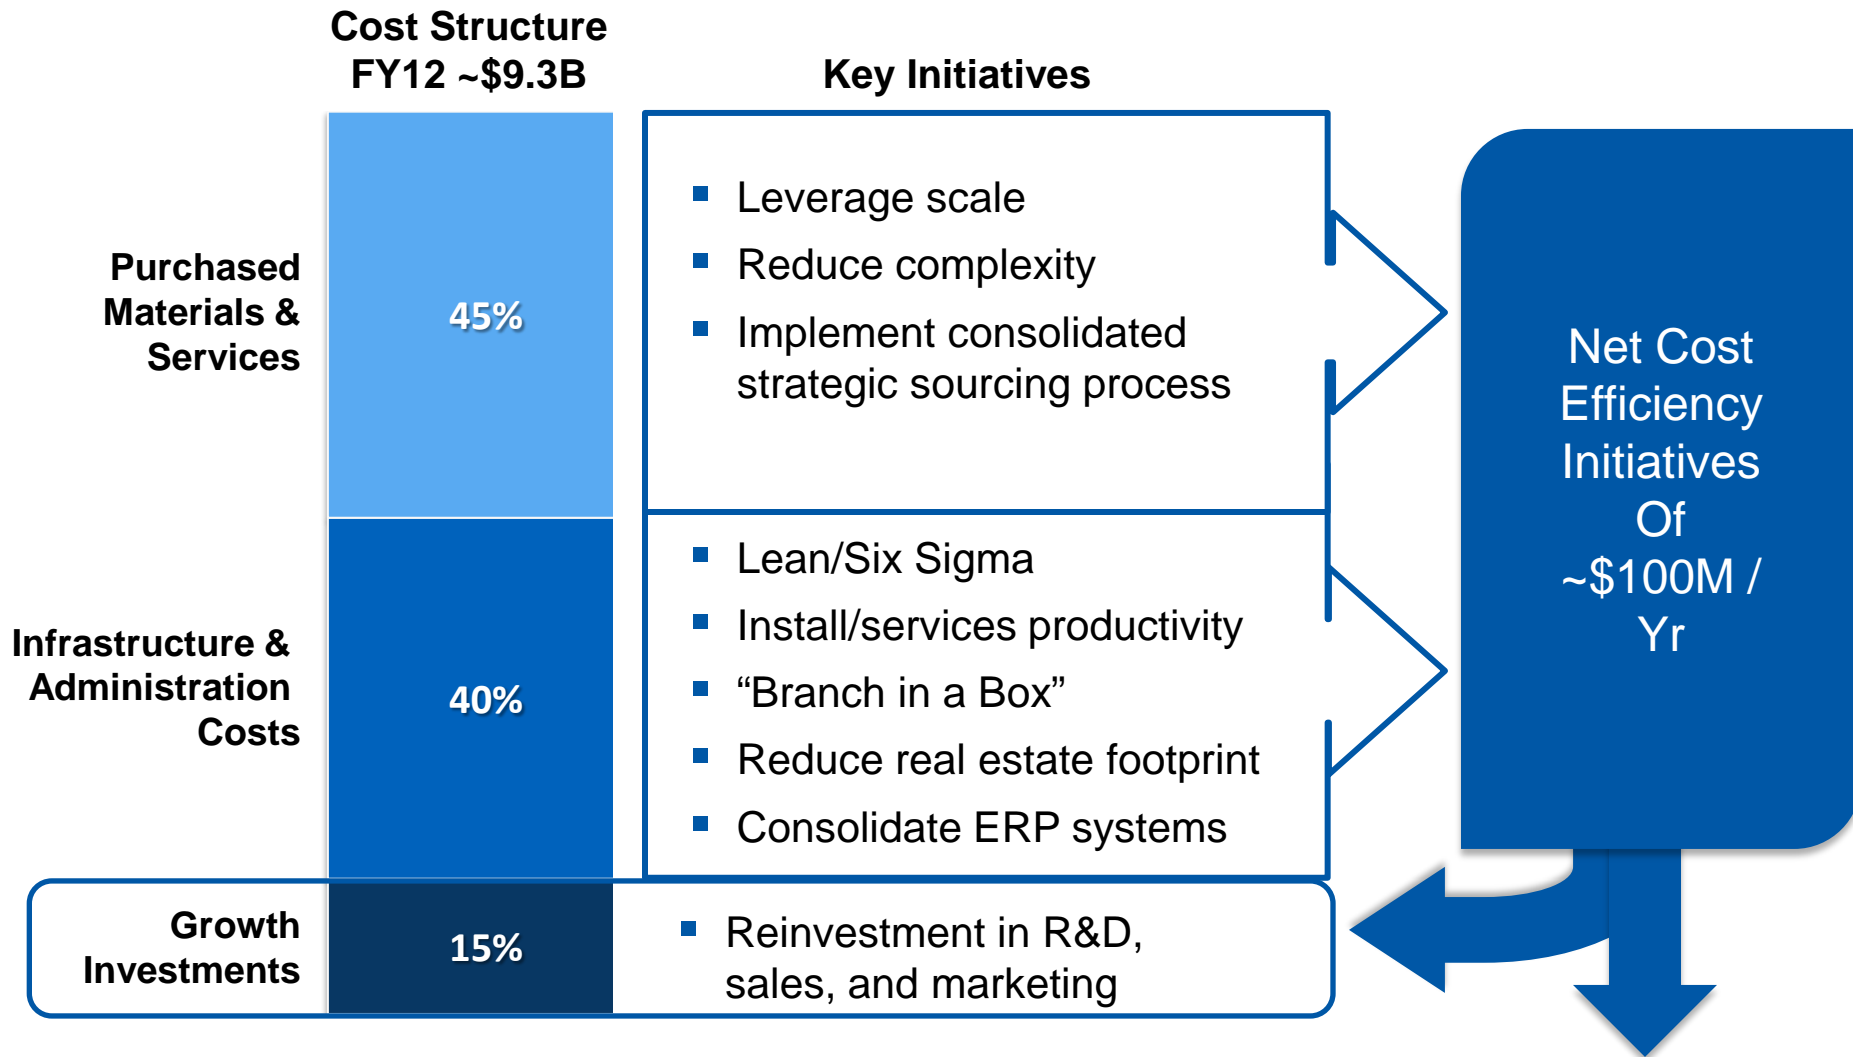 Cost Structure
FY12 ~$9.3B
Key Initiatives
Purchased
Materials &
Services
45%
Leverage scale
Reduce complexity
Implement consolidated
strategic sourcing process
Infrastructure &
Administration
Costs
40%
Lean/Six Sigma
Install/services productivity
“Branch in a Box”
Reduce real estate footprint
Consolidate ERP systems
Growth
Investments
15%
Reinvestment in R&D,
sales, and marketing
Net Cost
Efficiency
Initiatives
Of
~$100M /
Yr